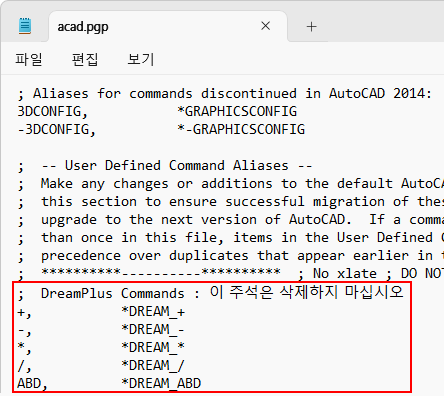 acad.pgp
파일 편집 보기
; Aliases for commands discontinued in AutoCAD 2014:
3DCONFIG, *GRAPHICSCONFIG
-3DCONFIG, *-GRAPHICSCONFIG
; -- User Defined Command Aliases --
; Make any changes or additions to the default
; this section to ensure successful migration of
; upgrade to the next version of AutoCAD. If a
; than once in this file, items in the User Defined
; precedence over duplicates that appear earlier in
; **********----------********** ; No xlate ; DO
; DreamPlus Commands : 이 주석은 삭제하지 마십시오
+, *DREAM_+
-, *DREAM_-
*, *DREAM_*
/, *DREAM_/
ABD, *DREAM_ABD